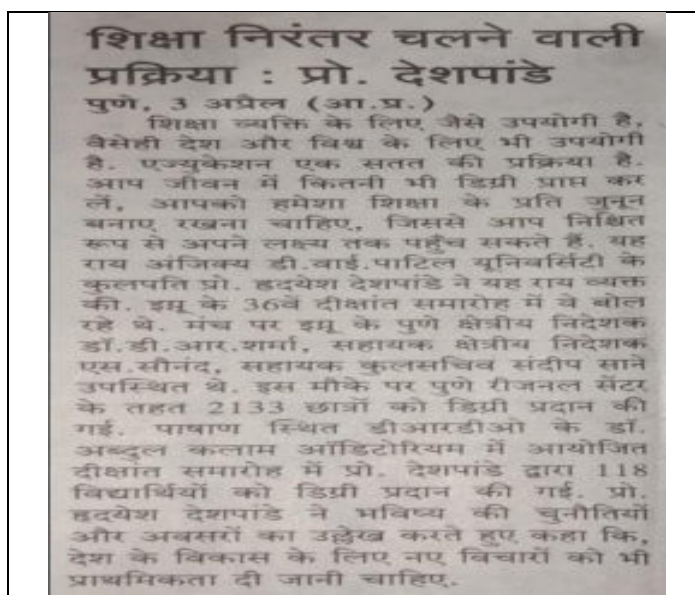 शिक्षा निरंतर चलने वाली
प्रक्रिया : प्रो. देशपांडे
पुणे, 3 अप्रैल (आ.प्र.)
शिक्षा व्यक्ति के लिए जैसे उपयोगी है,
वैसेही देश और विश्व के लिए भी उपयोगी
है. एज्युकेशन एक सतत की प्रक्रिया है.
आप जीवन में कितनी भी डिग्री प्राप्त कर
लें, आपको हमेशा शिक्षा के प्रति जुनून
बनाए रखना चाहिए, जिससे आप निश्चित
रूप से अपने लक्ष्य तक पहुँच सकते हैं. यह
राय अंजिक्य डी.वाई.पाटिल यूनिवर्सिटी के
कुलपति प्रो. हृदयेश देशपांडे ने यह राय व्यक्त
की. इग्नू के 36वें दीक्षांत समारोह में वे बोल
रहे थे. मंच पर इग्नू के पुणे क्षेत्रीय निदेशक
डॉ.डी.आर.शर्मा, सहायक क्षेत्रीय निदेशक
एस.सौनंद, सहायक कुलसचिव संदीप साने
उपस्थित थे. इस मौके पर पुणे रीजनल सेंटर
के तहत 2133 छात्रों को डिग्री प्रदान की
गई. पाषाण स्थित डीआरडीओ के डॉ.
अब्दुल कलाम ऑडिटोरियम में आयोजित
दीक्षांत समारोह में प्रो. देशपांडे द्वारा 118
विद्यार्थियों को डिग्री प्रदान की गई. प्रो.
हृदयेश देशपांडे ने भविष्य की चुनौतियों
और अवसरों का उल्लेख करते हुए कहा कि,
देश के विकास के लिए नए विचारों को भी
प्राथमिकता दी जानी चाहिए.